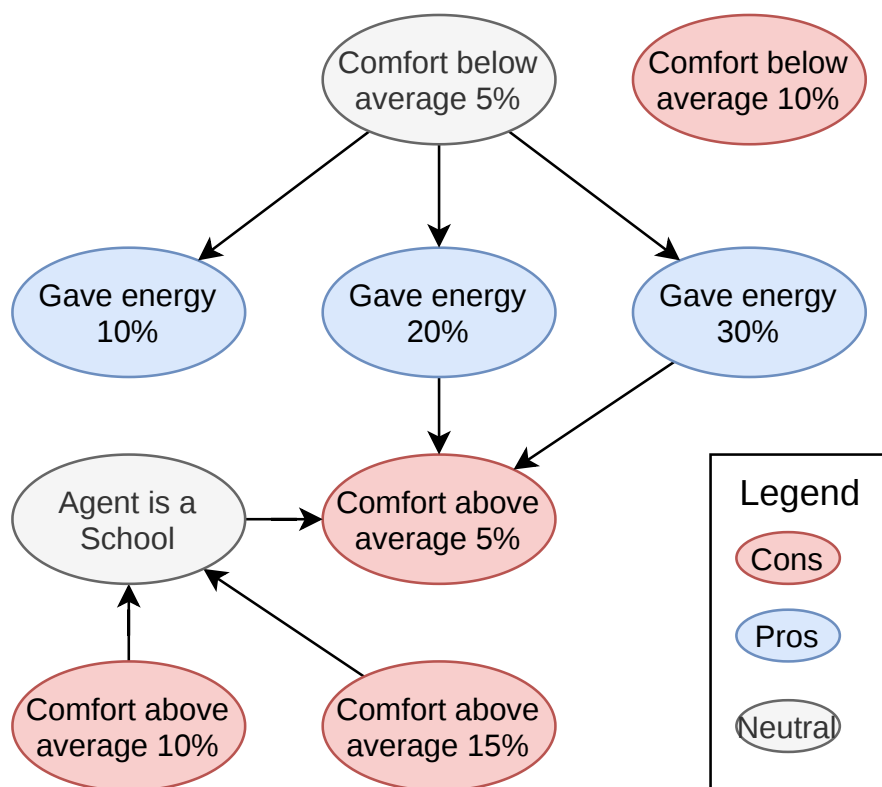 Comfort below
average 5%
Comfort below
average 10%
Gave energy
10%
Gave energy
20%
Gave energy
30%
Agent is a
School
Comfort above
average 5%
Comfort above
average 10%
Comfort above
average 15%
Legend
Cons
Pros
Neutral